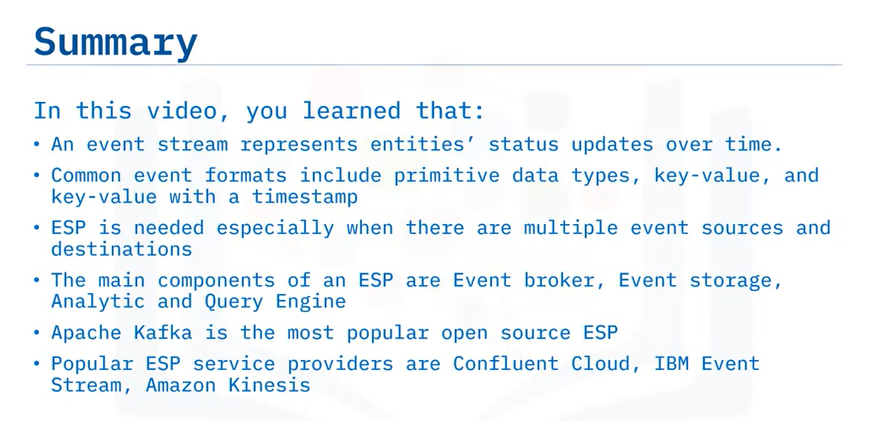 Summary
In this video, you learned that:
• An event stream represents entities’ status updates over time.
• Common event formats include primitive data types, key-value, and
key-value with a timestamp
• ESP is needed especially when there are multiple event sources and
destinations
• The main components of an ESP are Event broker, Event storage,
Analytic and Query Engine
• Apache Kafka is the most popular open source ESP
• Popular ESP service providers are Confluent Cloud, IBM Event
Stream, Amazon Kinesis